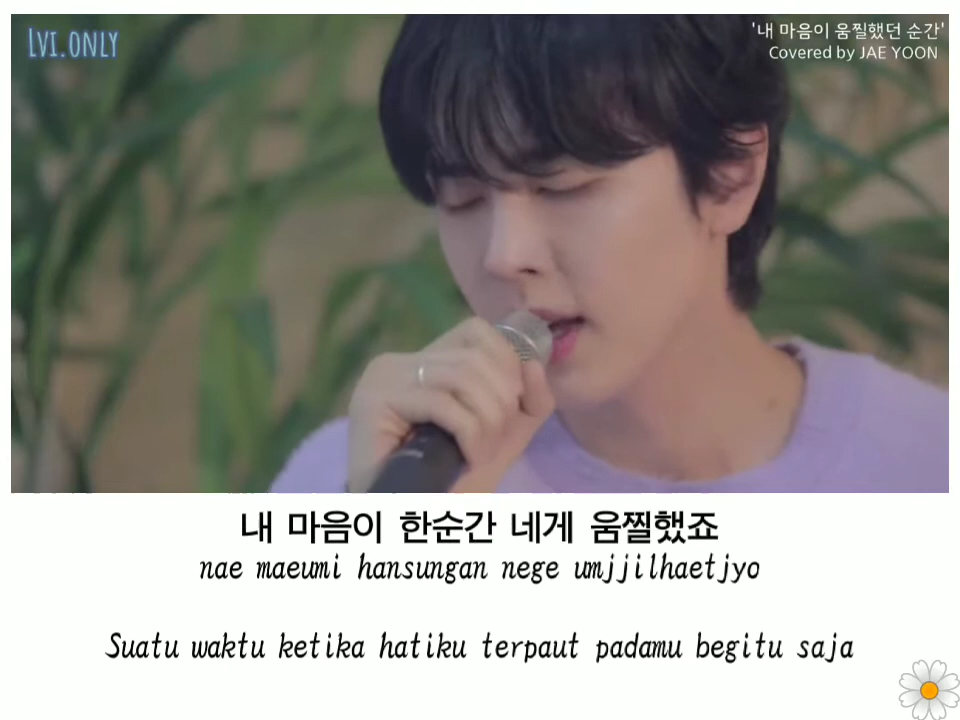 Lvi.only
'내 마음이 움찔했던 순간'
Covered by JAE YOON
내 마음이 한순간 네게 움찔했죠
nae maeumi hansungan nege umjjilhaetjyo
Suatu waktu ketika hatiku terpaut padamu begitu saja